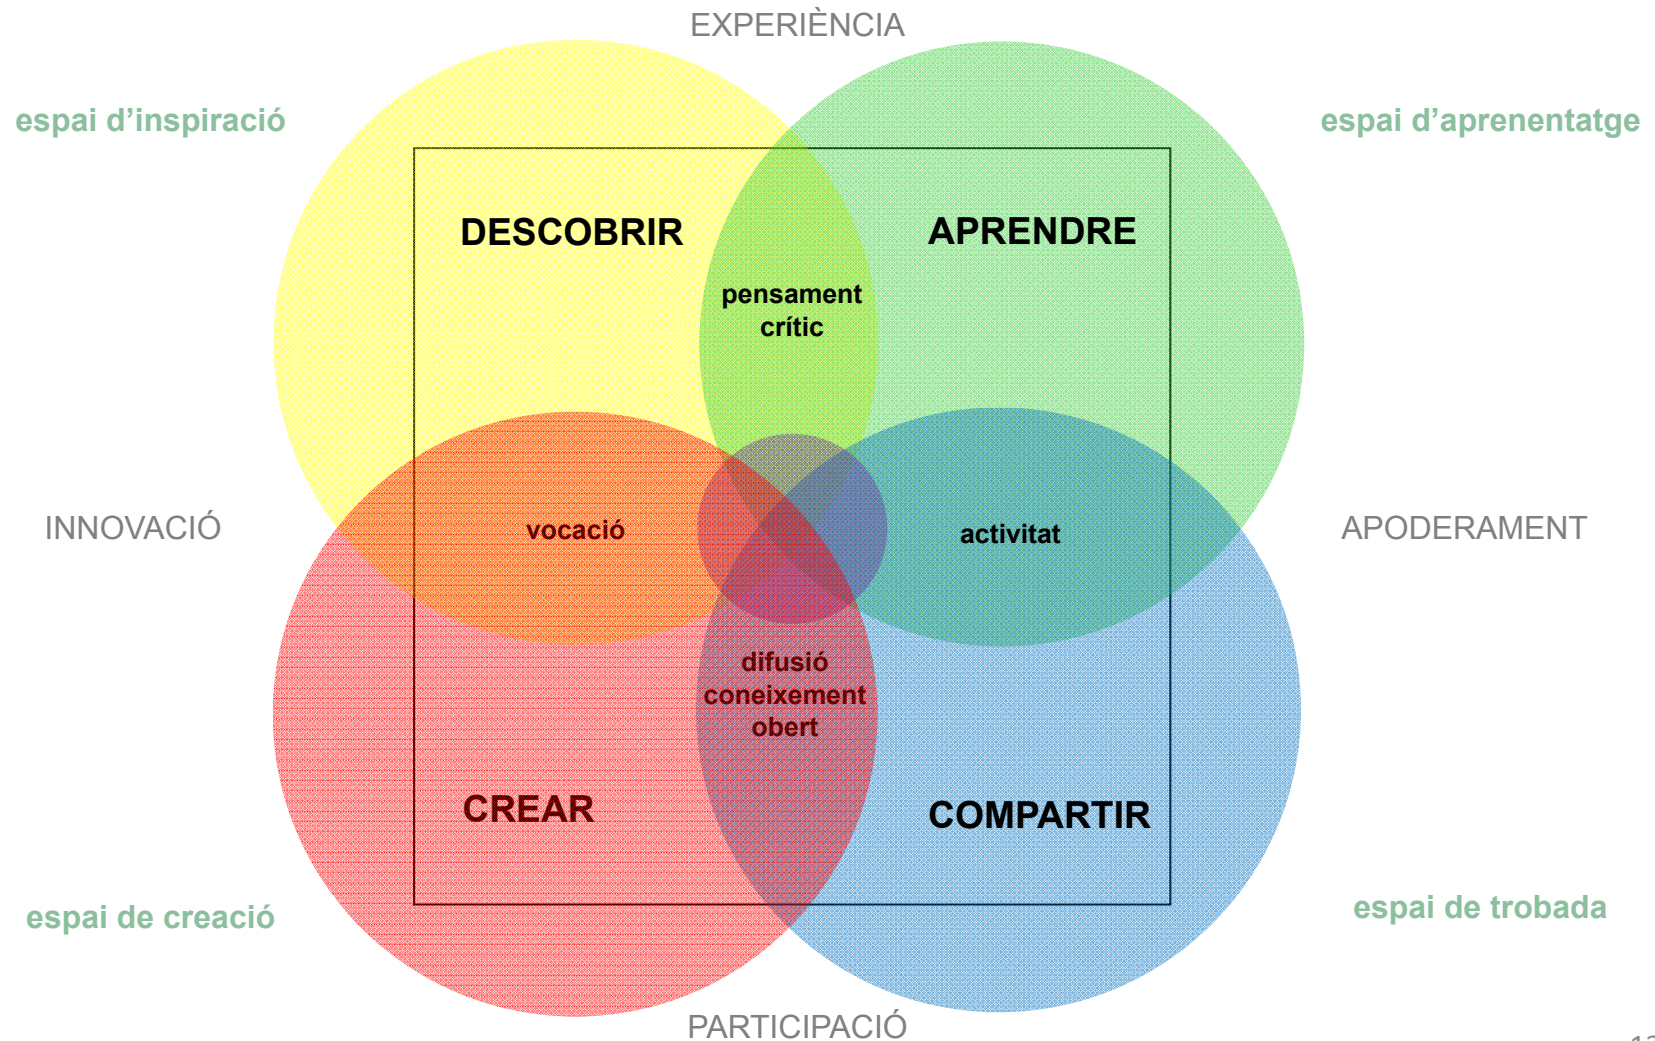 EXPERIÈNCIA
espai d’inspiració
espai d’aprenentatge
DESCOBRIR
APRENDRE
pensament
crític
INNOVACIÓ
vocació
activitat
APODERAMENT
difusió
coneixement
obert
CREAR
COMPARTIR
espai de creació
espai de trobada
PARTICIPACIÓ